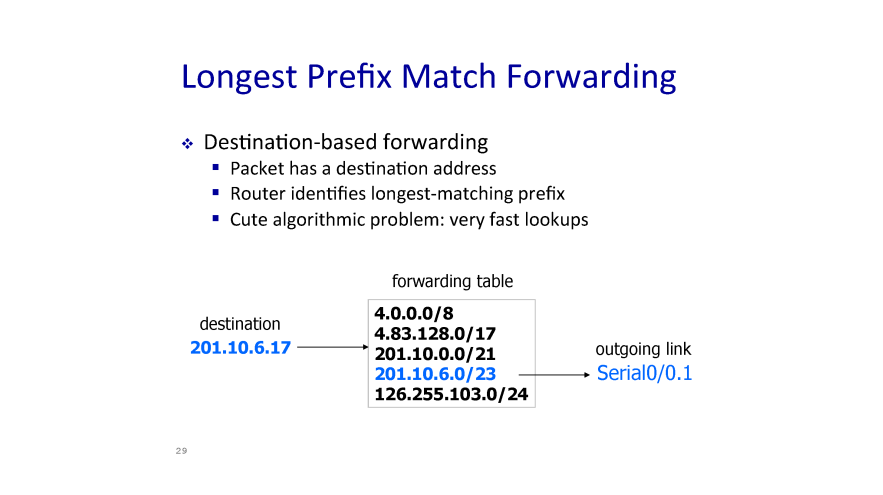 Longest Prefix Match Forwarding
❖ Destination-based forwarding
▪ Packet has a destination address
▪ Router identifies longest-matching prefix
▪ Cute algorithmic problem: very fast lookups
forwarding table
destination
201.10.6.17
4.0.0.0/8
4.83.128.0/17
201.10.0.0/21
201.10.6.0/23
126.255.103.0/24
outgoing link
Serial0/0.1
29